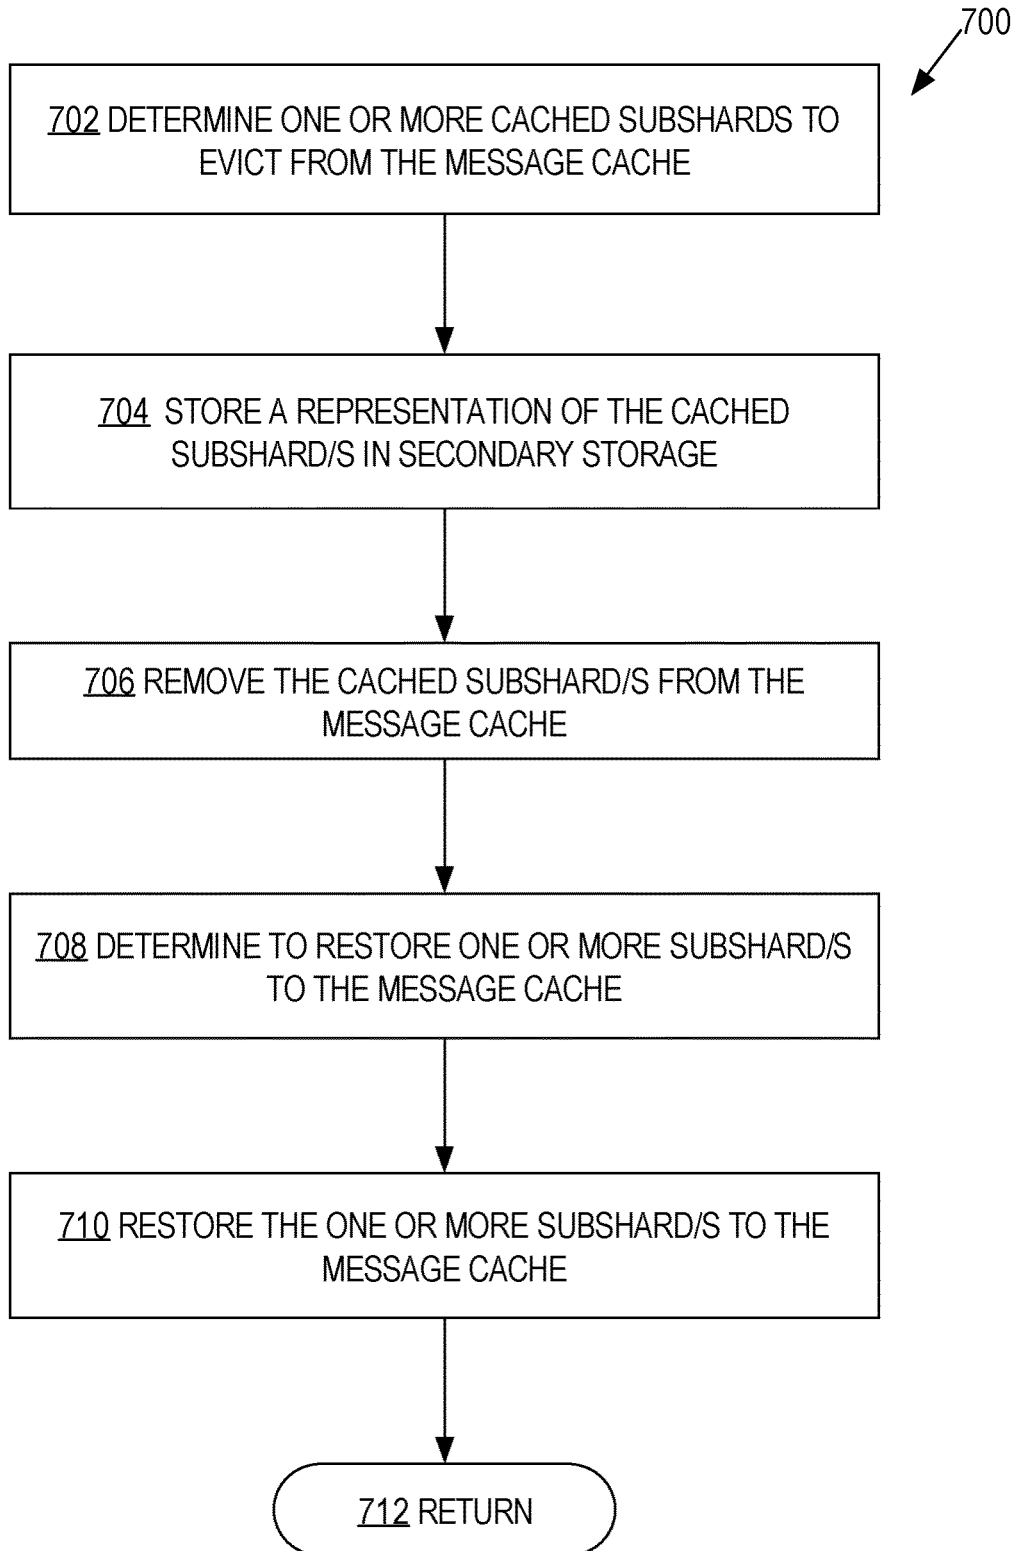 700
702 DETERMINE ONE OR MORE CACHED SUBSHARDS TO
EVICT FROM THE MESSAGE CACHE
704 STORE A REPRESENTATION OF THE CACHED
SUBSHARD/S IN SECONDARY STORAGE
706 REMOVE THE CACHED SUBSHARD/S FROM THE
MESSAGE CACHE
708 DETERMINE TO RESTORE ONE OR MORE SUBSHARD/S
TO THE MESSAGE CACHE
710 RESTORE THE ONE OR MORE SUBSHARD/S TO THE
MESSAGE CACHE
712 RETURN